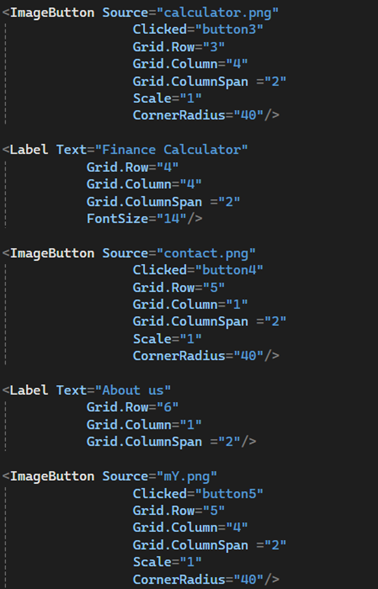 <ImageButton Source="calculator.png"
Clicked="button3"
Grid.Row="3"
Grid.Column="4"
Grid.ColumnSpan ="2"
Scale="1"
CornerRadius="40"/>
<Label Text="Finance Calculator"
Grid.Row="4"
Grid.Column="4"
Grid.ColumnSpan ="2"
FontSize="14"/>
<ImageButton Source="contact.png"
Clicked="button4"
Grid.Row="5"
Grid.Column="1"
Grid.ColumnSpan ="2"
Scale="1"
CornerRadius="40"/>
<Label Text="About us"
Grid.Row="6"
Grid.Column="1"
Grid.ColumnSpan ="2"/>
<ImageButton Source="mY.png"
Clicked="button5"
Grid.Row="5"
Grid.Column="4"
Grid.ColumnSpan ="2"
Scale="1"
CornerRadius="40"/>